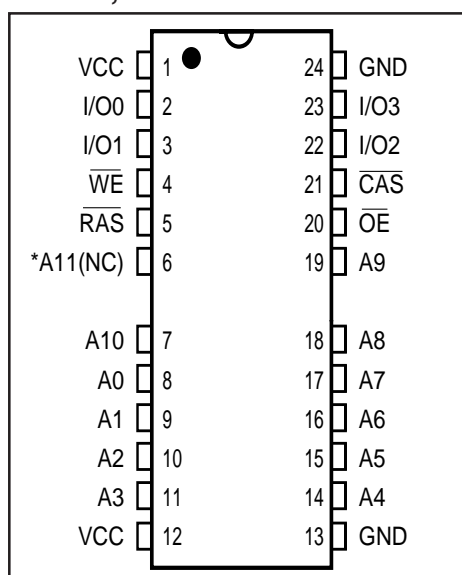 VCC 1 24 GND
I/O0 2 23 I/O3
I/O1 3 22 I/O2
WE 4 21 CAS
RAS 5 20 OE
*A11(NC) 6 19 A9
A10 7 18 A8
A0 8 17 A7
A1 9 16 A6
A2 10 15 A5
A3 11 14 A4
VCC 12 13 GND